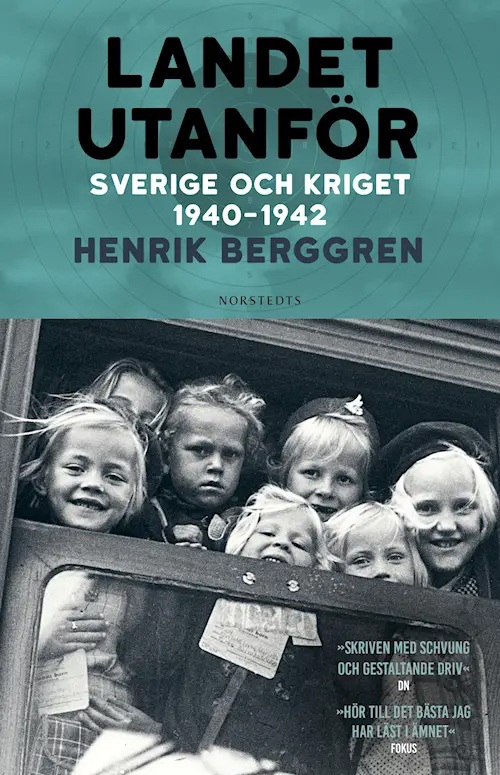 LANDET
UTANFÖR
SVERIGE OCH KRIGET
1940–1942
HENRIK BERGGREN
NORSTEDTS
»SKRIVEN MED SCHVUNG
OCH GESTALTANDE DRIV«
DN
»HÖR TILL DET BÄSTA JAG
HAR LÄST I ÄMNET«
FOKUS